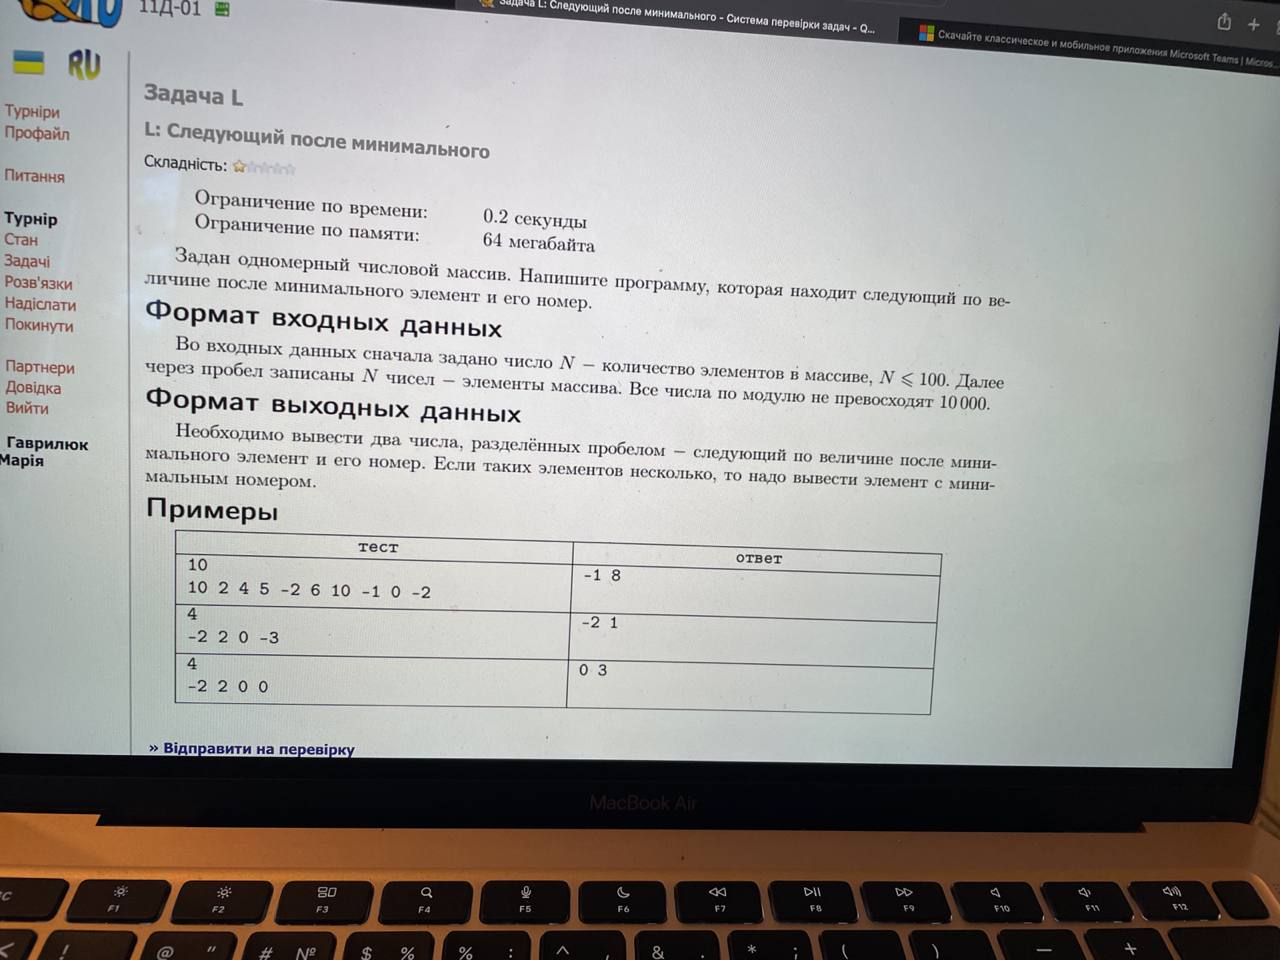 11Д-01
Задача L: Следующий после минимального - Система перевірки задач - Q...
Скачайте классическое и мобильное приложения Microsoft Teams | Micros...
RU
Турніри
Профайл
Питання
Турнір
Стан
Задачі
Розв'язки
Надіслати
Покинути
Партнери
Довідка
Вийти
Гаврилюк
Марія
Задача L
L: Следующий после минимального
Складність:
Ограничение по времени: 0.2 секунды
Ограничение по памяти: 64 мегабайта
Задан одномерный числовой массив. Напишите программу, которая находит следующий по ве-
личине после минимального элемент и его номер.
Формат входных данных
Во входных данных сначала задано число N — количество элементов в массиве, N ⩽ 100. Далее
через пробел записаны N чисел — элементы массива. Все числа по модулю не превосходят 10 000.
Формат выходных данных
Необходимо вывести два числа, разделённых пробелом — следующий по величине после мини-
мального элемент и его номер. Если таких элементов несколько, то надо вывести элемент с мини-
мальным номером.
Примеры
тест ответ
10
10 2 4 5 -2 6 10 -1 0 -2
-1 8
4
-2 2 0 -3
-2 1
4
-2 2 0 0
0 3
» Відправити на перевірку
MacBook Air
F1 F2 F3 F4 F5 F6 F7 F8 F9 F10 F11 F12
< ! @ " # № $ % % : ^ , & . * ; ( ) — +